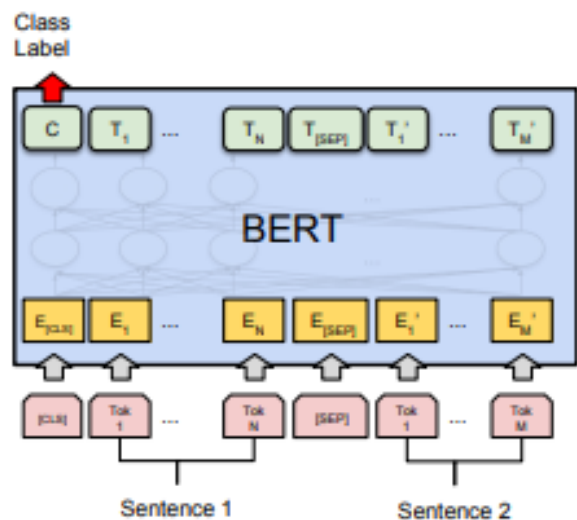 Class
Label
C T1 ... TN T[SEP] T1' ... TM'
...
BERT
...
E[CLS] E1 ... EN E[SEP] E1' ... EM'
[CLS] Tok 1 ... Tok N [SEP] Tok 1 ... Tok M
Sentence 1 Sentence 2